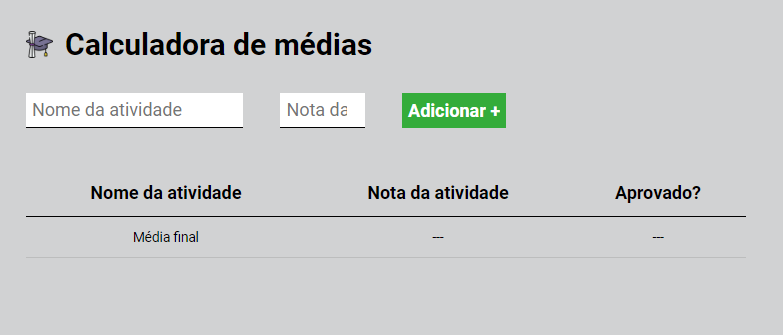 Calculadora de médias
Nome da atividade Nota da Adicionar +
Nome da atividade Nota da atividade Aprovado?
Média final --- ---